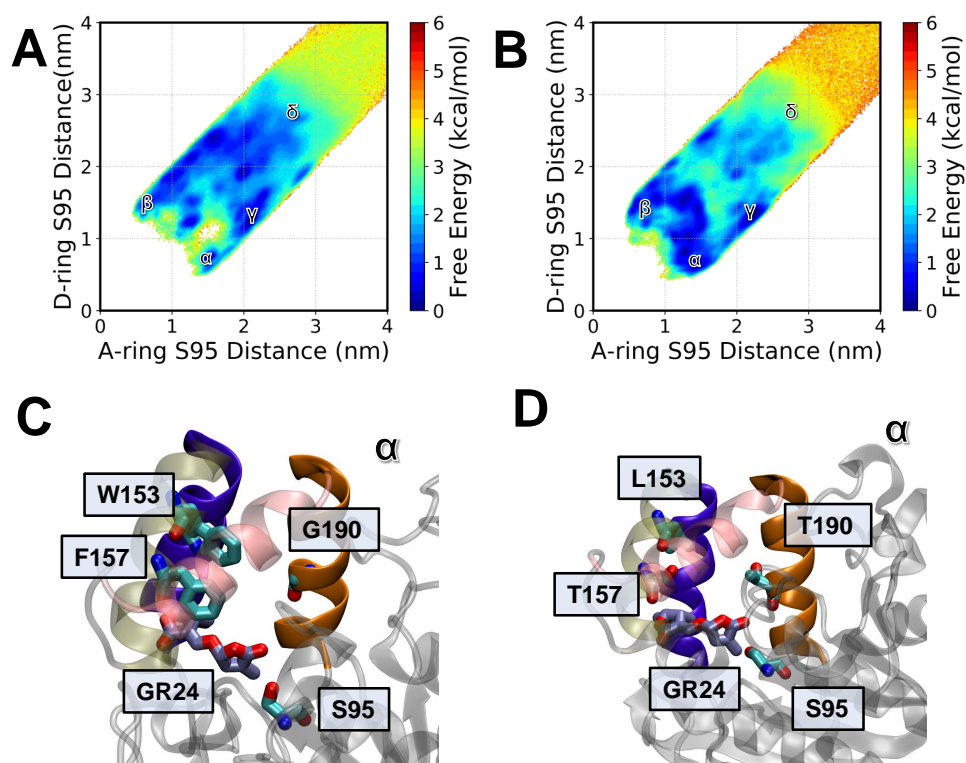 A
D-ring S95 Distance(nm)
4
3
2
1
0
0 1 2 3 4
A-ring S95 Distance (nm)
δ
β
γ
α
6
5
4
3
2
1
0
Free Energy (kcal/mol)
B
D-ring S95 Distance (nm)
4
3
2
1
0
0 1 2 3 4
A-ring S95 Distance (nm)
δ
β
γ
α
6
5
4
3
2
1
0
Free Energy (kcal/mol)
C
α
W153
G190
F157
GR24
S95
D
α
L153
T190
T157
GR24
S95